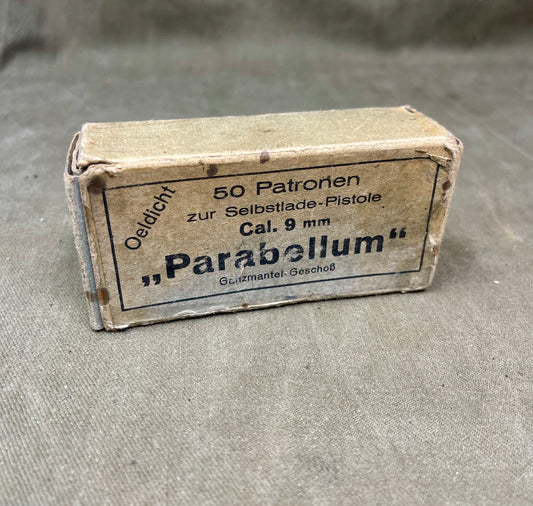 Oeldicht
50 Patronen
zur Selbstlade-Pistole
Cal. 9 mm
„Parabellum“
Ganzmantel-Geschoß